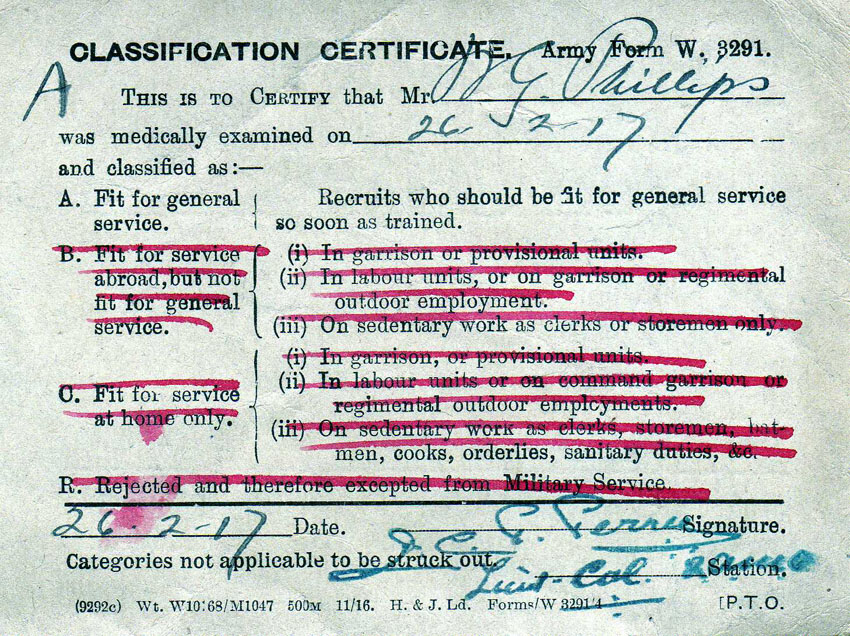 CLASSIFICATION CERTIFICATE. Army Form W. 3291.
A
THIS IS TO CERTIFY that Mr W G. Phillips
was medically examined on 26-2-17
and classified as:—
A. Fit for general service.
Recruits who should be fit for general service so soon as trained.
B. Fit for service abroad, but not fit for general service.
(i) In garrison or provisional units.
(ii) In labour units, or on garrison or regimental
outdoor employment.
(iii) On sedentary work as clerks or storemen only.
C. Fit for service at home only.
(i) In garrison, or provisional units.
(ii) In labour units or on command garrison or
regimental outdoor employments.
(iii) On sedentary work as clerks, storemen, bat-
men, cooks, orderlies, sanitary duties, &c.
R. Rejected and therefore excepted from Military Service.
26-2-17 Date. Signature.
Categories not applicable to be struck out.
Lieut-Col. Station.
(9292c) Wt. W10168/M1047 500M 11/16. H. & J. Ld. Forms/W 3291/4 [P.T.O.